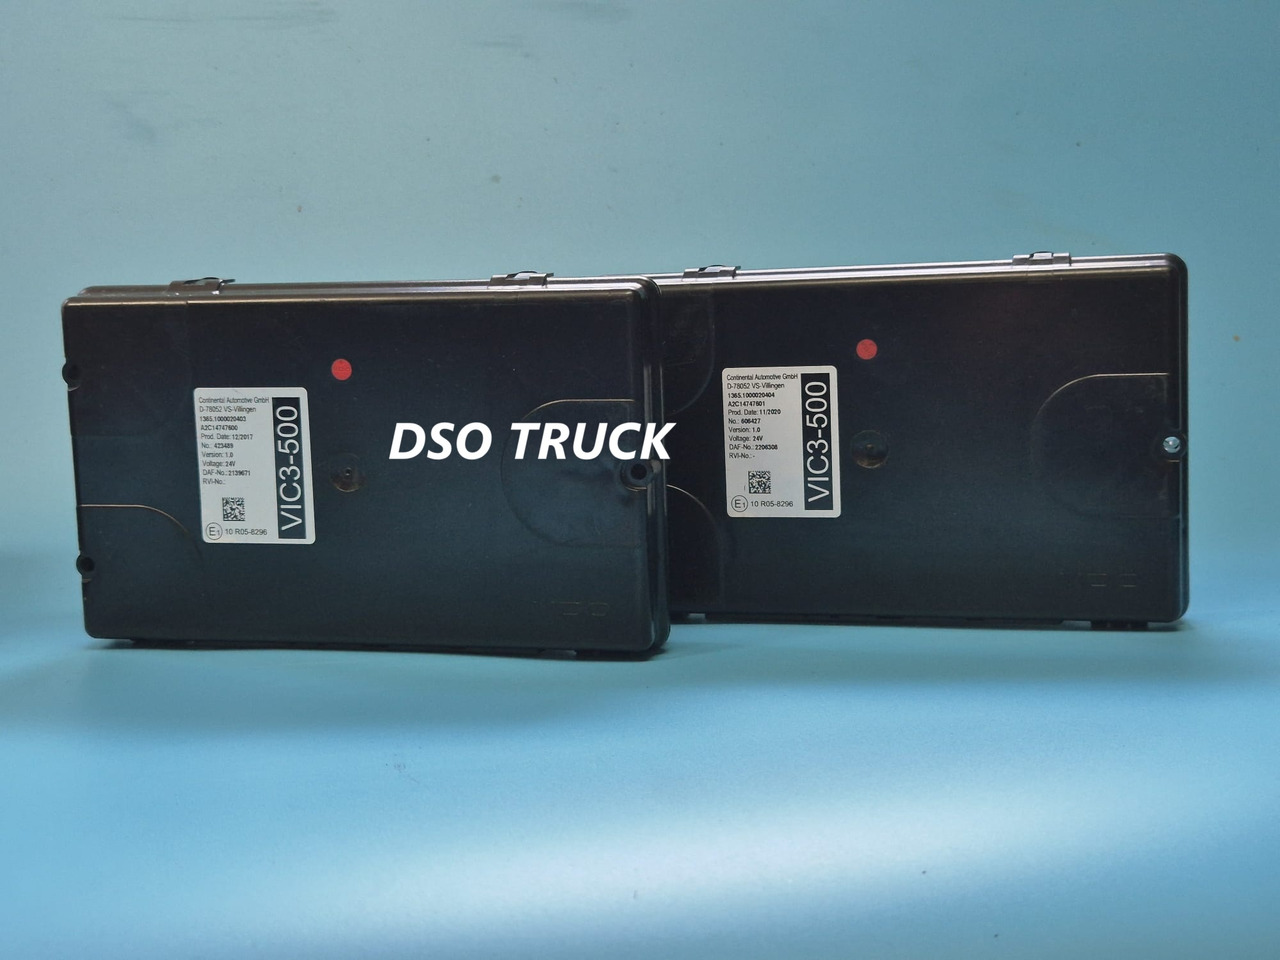 Continental Automotive GmbH
D-78052 VS-Villingen
1365.1000020403
A2C14747600
Prod. Date: 12/2017
No.: 423489
Version: 1.0
Voltage: 24V
DAF-No.: 2139671
RVI-No.:
E1 10 R05-8296
VIC3-500
DSO TRUCK
Continental Automotive GmbH
D-78052 VS-Villingen
1365.1000020404
A2C14747601
Prod. Date: 11/2020
No.: 606427
Version: 1.0
Voltage: 24V
DAF-No.: 2206308
RVI-No.: -
E1 10 R05-8296
VIC3-500